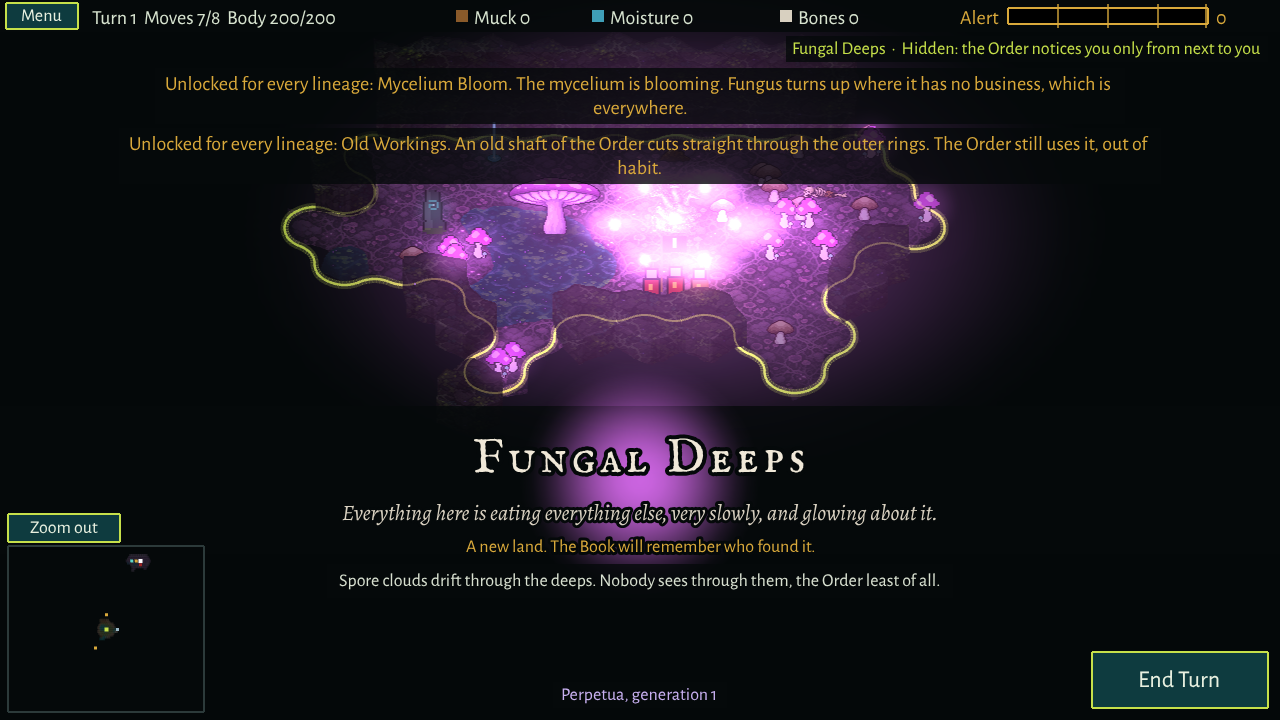 Menu
Turn 1 Moves 7/8 Body 200/200
Muck 0
Moisture 0
Bones 0
Alert 0
Fungal Deeps · Hidden: the Order notices you only from next to you
Unlocked for every lineage: Mycelium Bloom. The mycelium is blooming. Fungus turns up where it has no business, which is
everywhere.
Unlocked for every lineage: Old Workings. An old shaft of the Order cuts straight through the outer rings. The Order still uses it, out of
habit.
Fungal Deeps
Everything here is eating everything else, very slowly, and glowing about it.
A new land. The Book will remember who found it.
Spore clouds drift through the deeps. Nobody sees through them, the Order least of all.
Zoom out
End Turn
Perpetua, generation 1